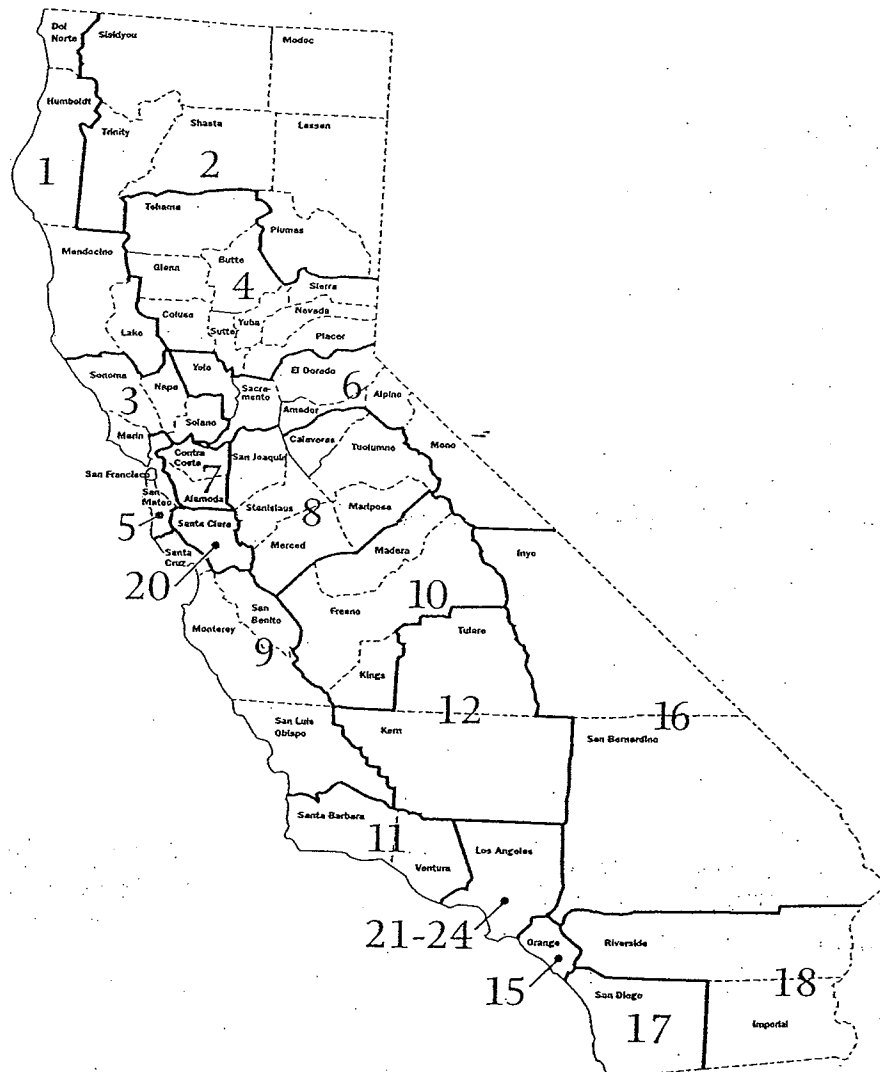 Del
Norte
Siskiyou
Modoc
Humboldt
Trinity
Shasta
Lassen
1
2
Tehama
Plumas
Mendocino
Glenn
Butte
4
Sierra
Colusa
Nevada
Yuba
Sutter
Lake
Placer
Yolo
El Dorado
Sonoma
Napa
6
Sacra-
mento
Alpine
3
Amador
Solano
Marin
Calaveras
Mono
Tuolumne
Contra
Costa
San Joaquin
San Francisco
7
San
Mateo
Alameda
Stanislaus
8
Mariposa
5
Santa Clara
Merced
Madera
Inyo
Santa
Cruz
20
10
San
Benito
Fresno
Monterey
Tulare
9
Kings
12
16
San Luis
Obispo
Kern
San Bernardino
Santa Barbara
11
Los Angeles
Ventura
21-24
Orange
Riverside
15
18
San Diego
17
Imperial